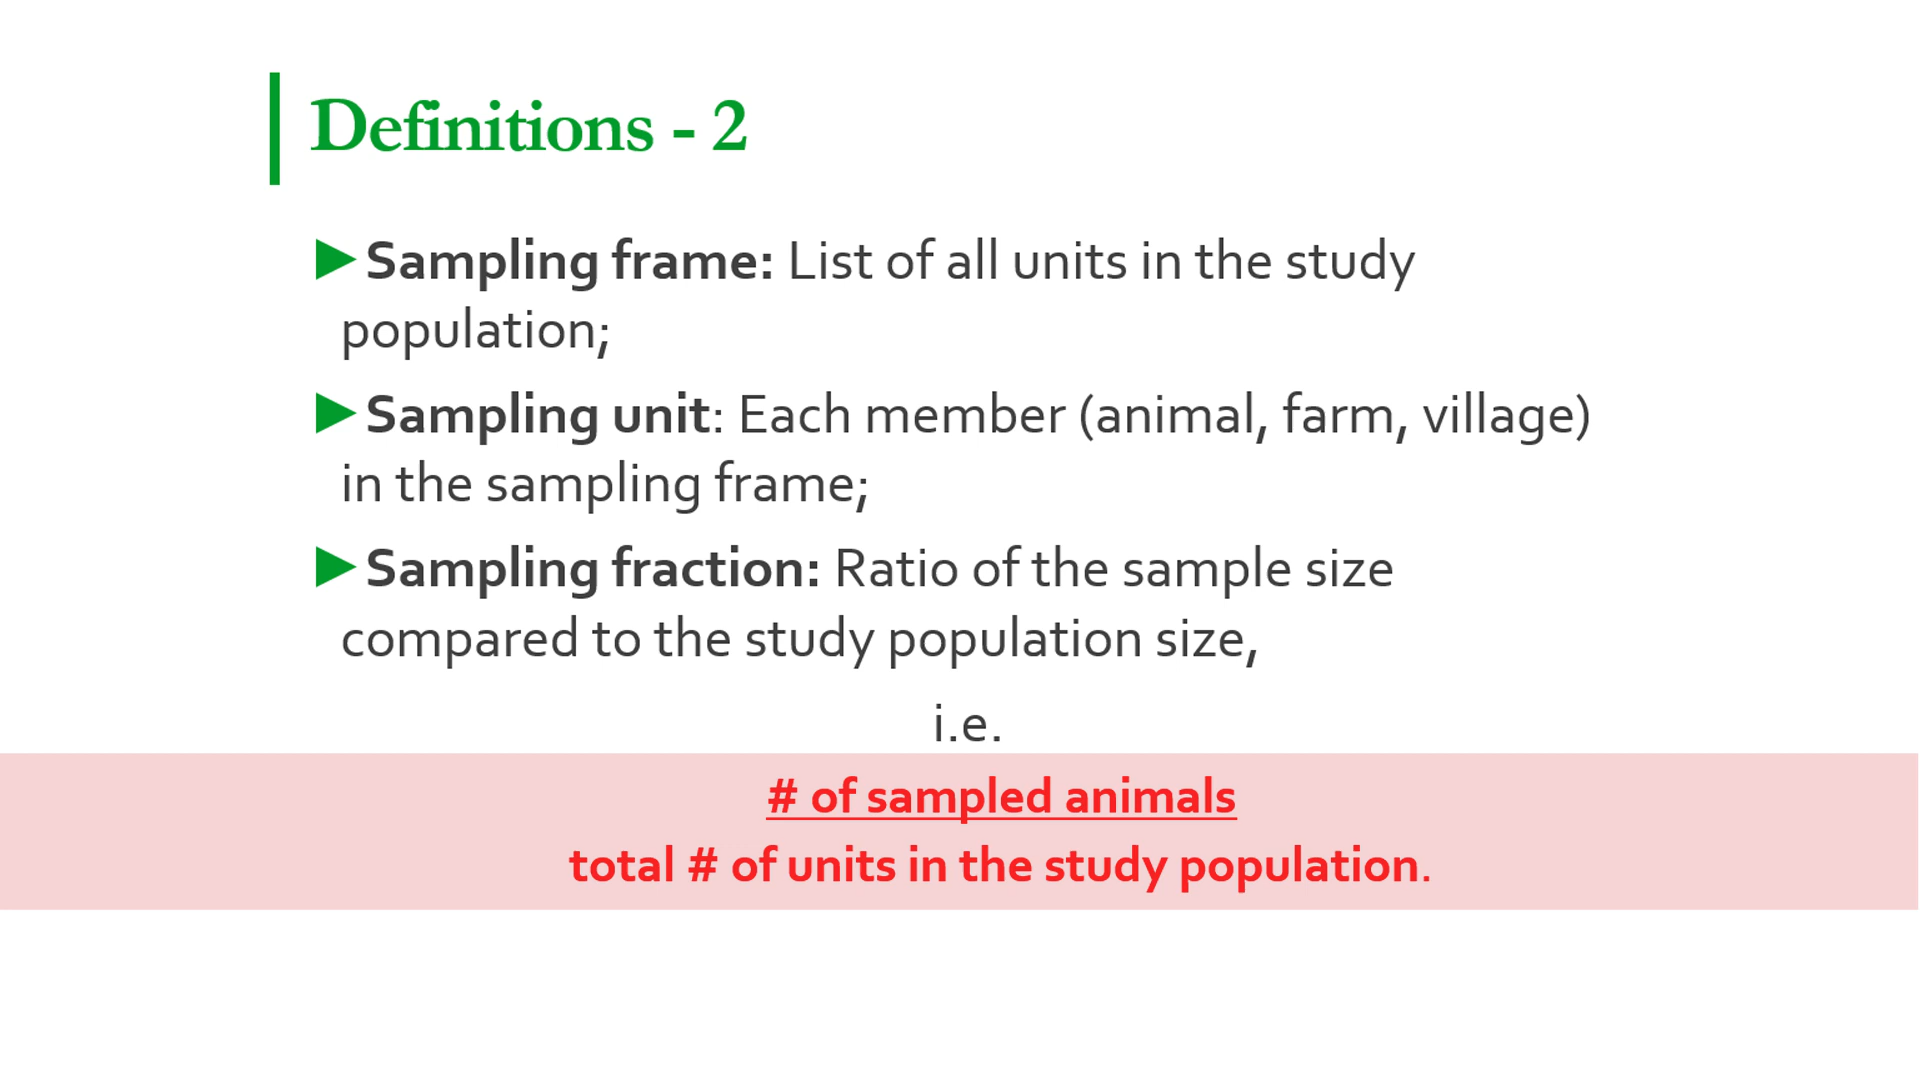 Definitions - 2
►Sampling frame: List of all units in the study
population;
►Sampling unit: Each member (animal, farm, village)
in the sampling frame;
►Sampling fraction: Ratio of the sample size
compared to the study population size,
i.e.
# of sampled animals
total # of units in the study population.